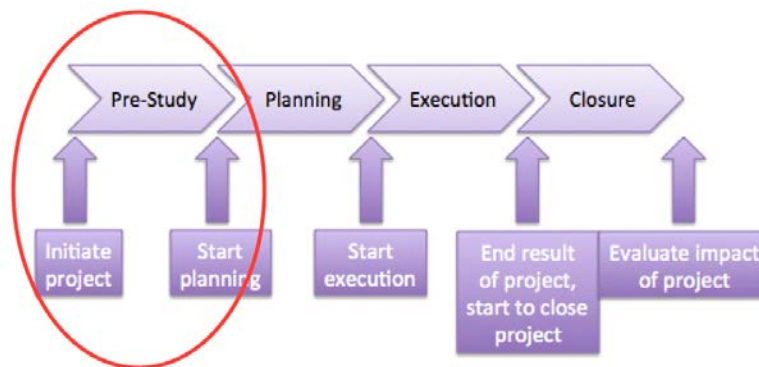 Pre-Study
Planning
Execution
Closure
Initiate
project
Start
planning
Start
execution
End result
of project,
start to close
project
Evaluate impact
of project